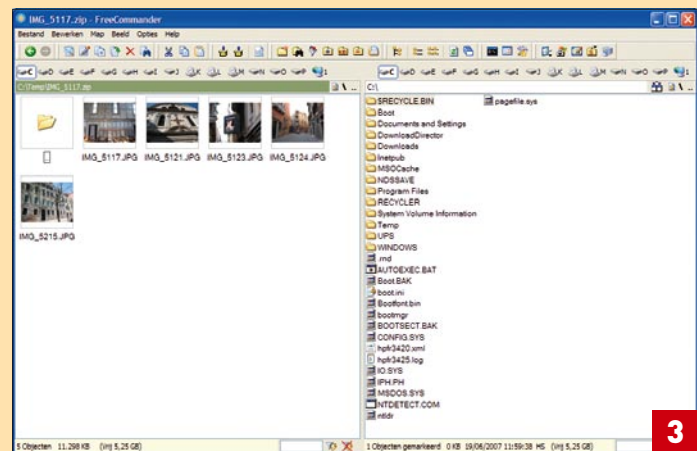 IMG_5117.zip - FreeCommander
Bestand Bewerken Map Beeld Opties Help
C D E F G H I J K L M N O P 1
C D E F G H I J K L M N O P 1
C:\Temp\IMG_5117.zip
\ ..
C:\
\ ..
IMG_5117.JPG IMG_5121.JPG IMG_5123.JPG IMG_5124.JPG
IMG_5215.JPG
$RECYCLE.BIN
Boot
Documents and Settings
DownloadDirector
Downloads
Inetpub
MSOCache
NDSSAVE
Program Files
RECYCLER
System Volume Information
Temp
UPS
WINDOWS
.rnd
AUTOEXEC.BAT
Boot.BAK
boot.ini
Bootfont.bin
bootmgr
BOOTSECT.BAK
CONFIG.SYS
hpfr3420.xml
hpfr3425.log
IO.SYS
IPH.PH
MSDOS.SYS
NTDETECT.COM
ntldr
pagefile.sys
5 Objecten 11.298 KB (Vrij 5,25 GB)
1 Objecten gemarkeerd 0 KB 19/06/2007 11:59:38 HS (Vrij 5,25 GB)
3